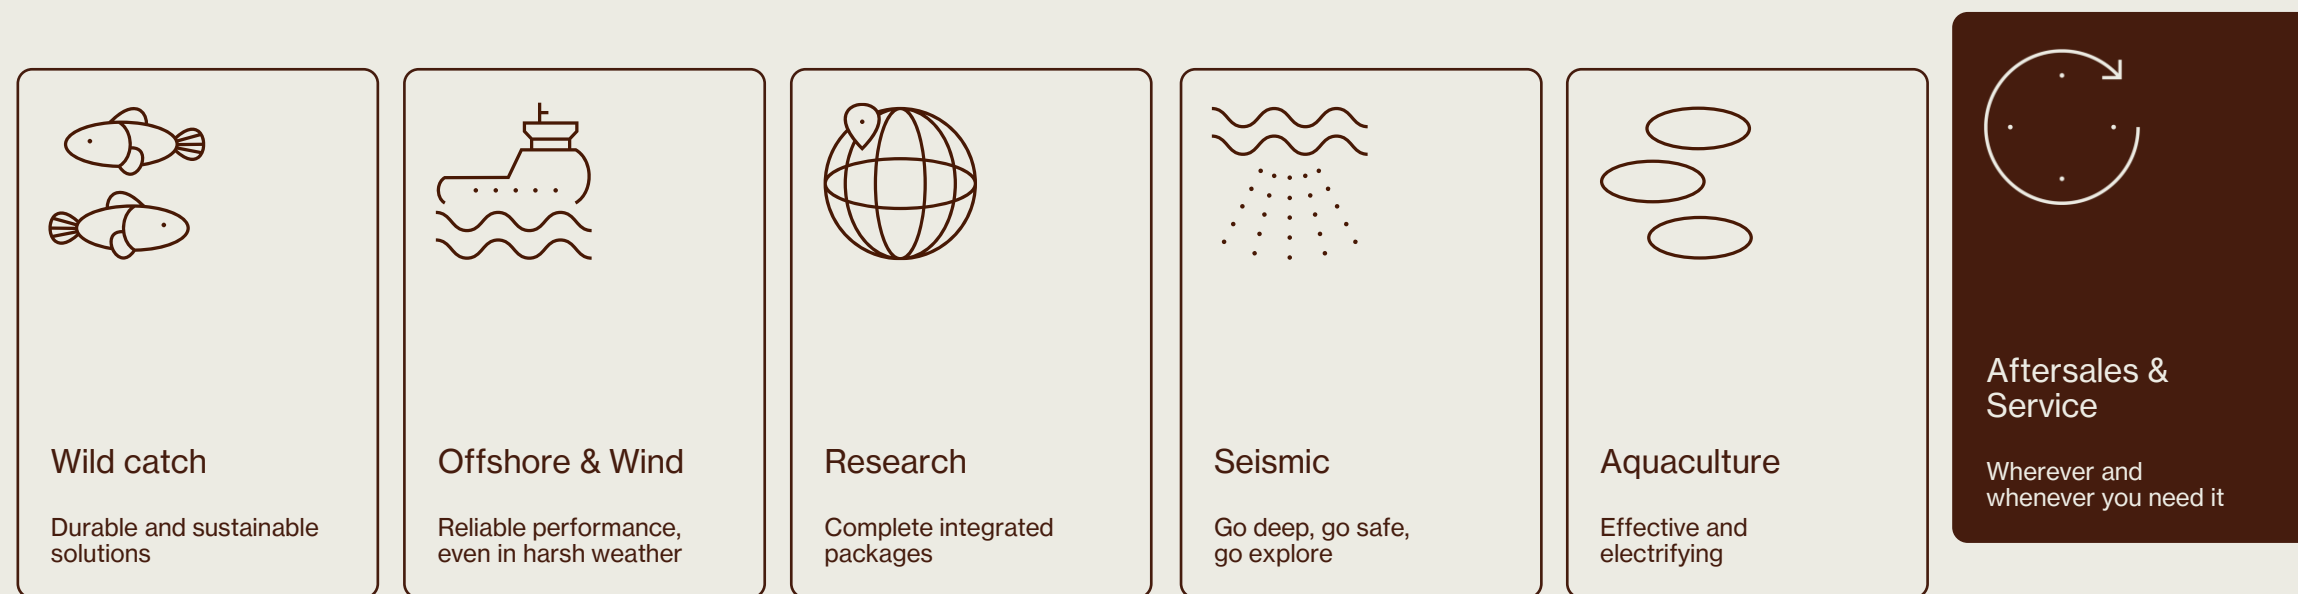 Wild catch
Durable and sustainable
solutions
Offshore & Wind
Reliable performance,
even in harsh weather
Research
Complete integrated
packages
Seismic
Go deep, go safe,
go explore
Aquaculture
Effective and
electrifying
Aftersales &
Service
Wherever and
whenever you need it